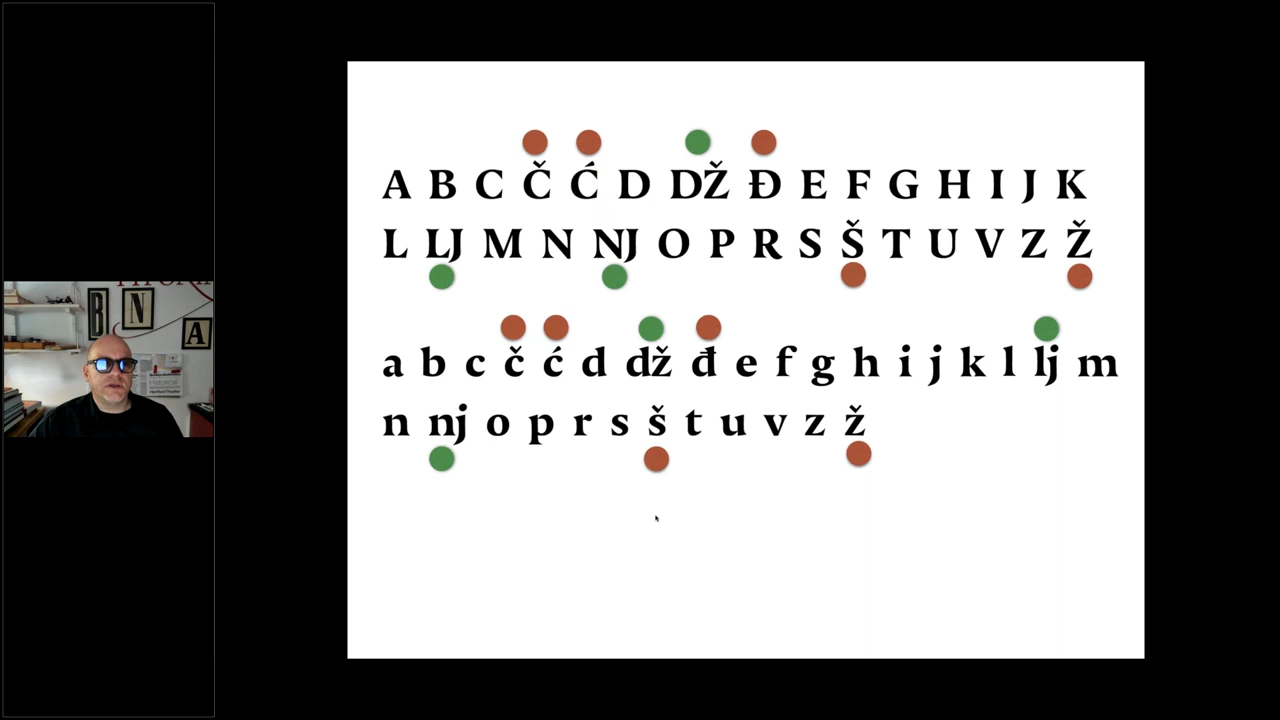 A B C Č Ć D DŽ Đ E F G H I J K
L LJ M N NJ O P R S Š T U V Z Ž
a b c č ć d dž đ e f g h i j k l lj m
n nj o p r s š t u v z ž
B
N
A